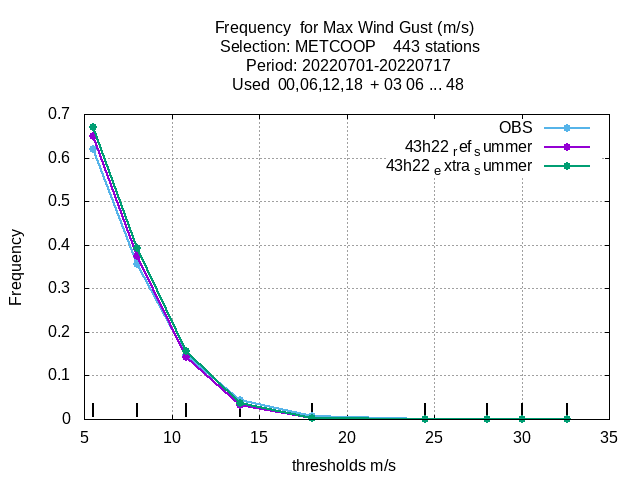 Frequency for Max Wind Gust (m/s)
Selection: METCOOP 443 stations
Period: 20220701-20220717
Used 00,06,12,18 + 03 06 ... 48
0.7
0.6
0.5
0.4
0.3
0.2
0.1
0
Frequency
OBS
43h22 ref summer
43h22 extra summer
5 10 15 20 25 30 35
thresholds m/s